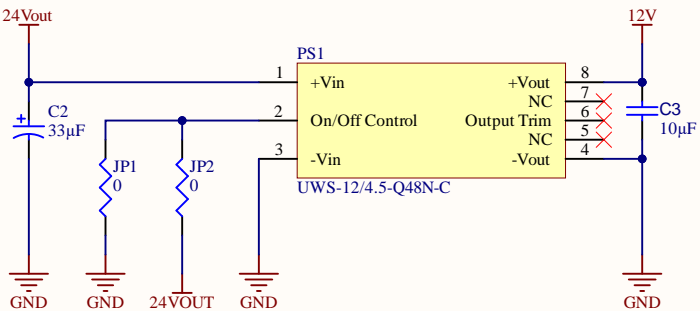 24Vout
12V
PS1
1 +Vin
+Vout 8
NC 7
2 On/Off Control
Output Trim 6
NC 5
3 -Vin
-Vout 4
UWS-12/4.5-Q48N-C
+
C2
33µF
JP1
0
JP2
0
C3
10µF
GND
GND
24VOUT
GND
GND